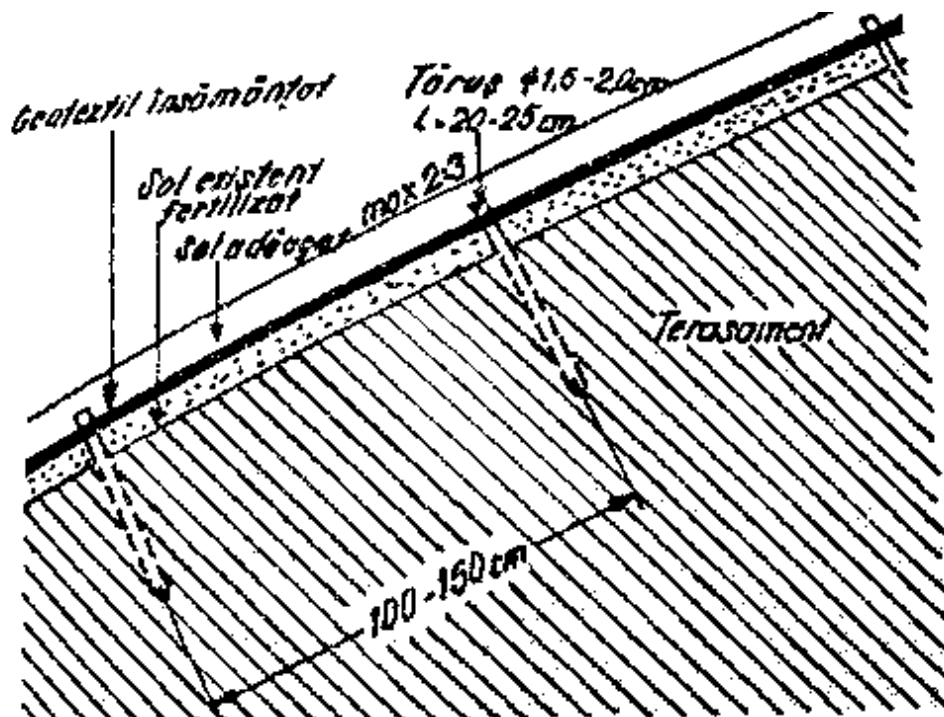 Geotextil însămânțat
Țăruș φ1,5-2,0cm
L=20-25cm
Sol existent
fertilizat
Sol adăogat
max 2:3
Terasament
100-150cm